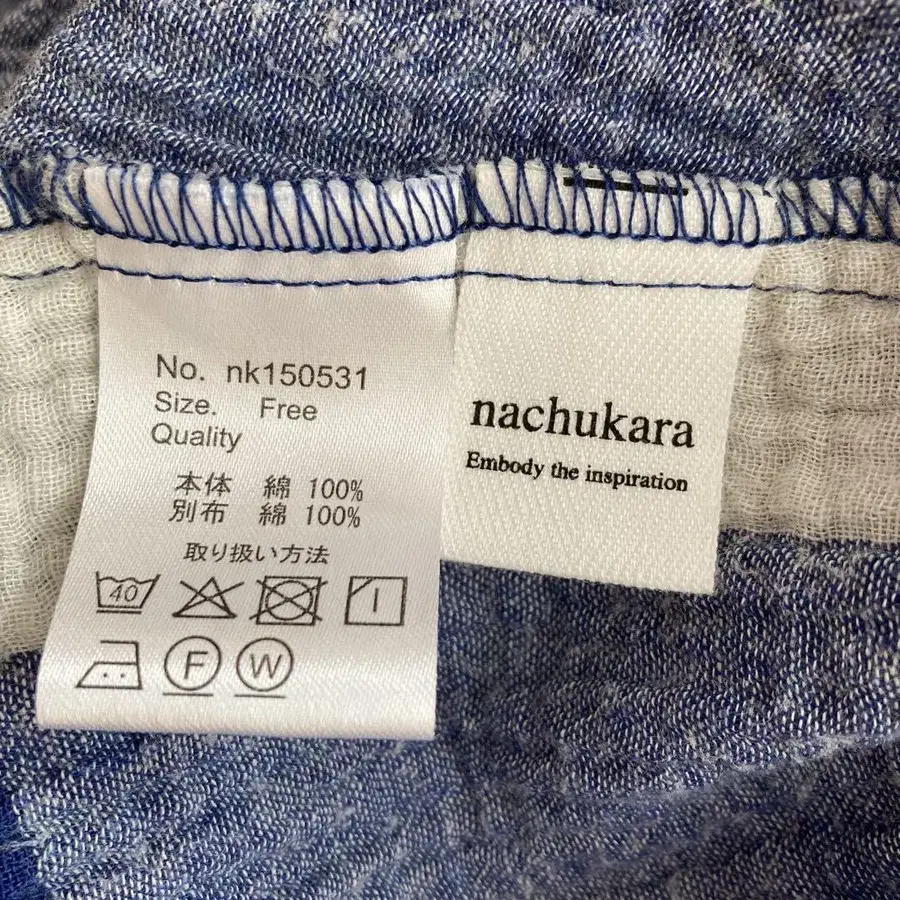 No. nk150531
Size. Free
Quality
本体 綿 100%
別布 綿 100%
取り扱い方法
40
F W
nachukara
Embody the inspiration